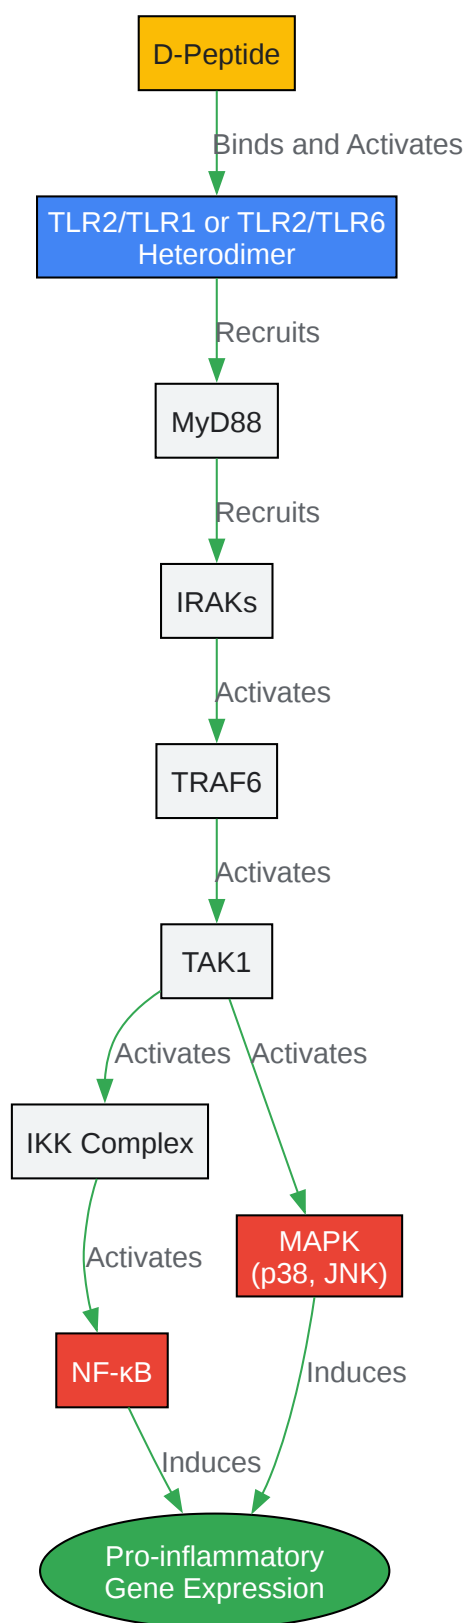 D-Peptide
Binds and Activates
TLR2/TLR1 or TLR2/TLR6
Heterodimer
Recruits
MyD88
Recruits
IRAKs
Activates
TRAF6
Activates
TAK1
Activates
Activates
IKK Complex
MAPK
(p38, JNK)
Activates
NF-κB
Induces
Induces
Pro-inflammatory
Gene Expression